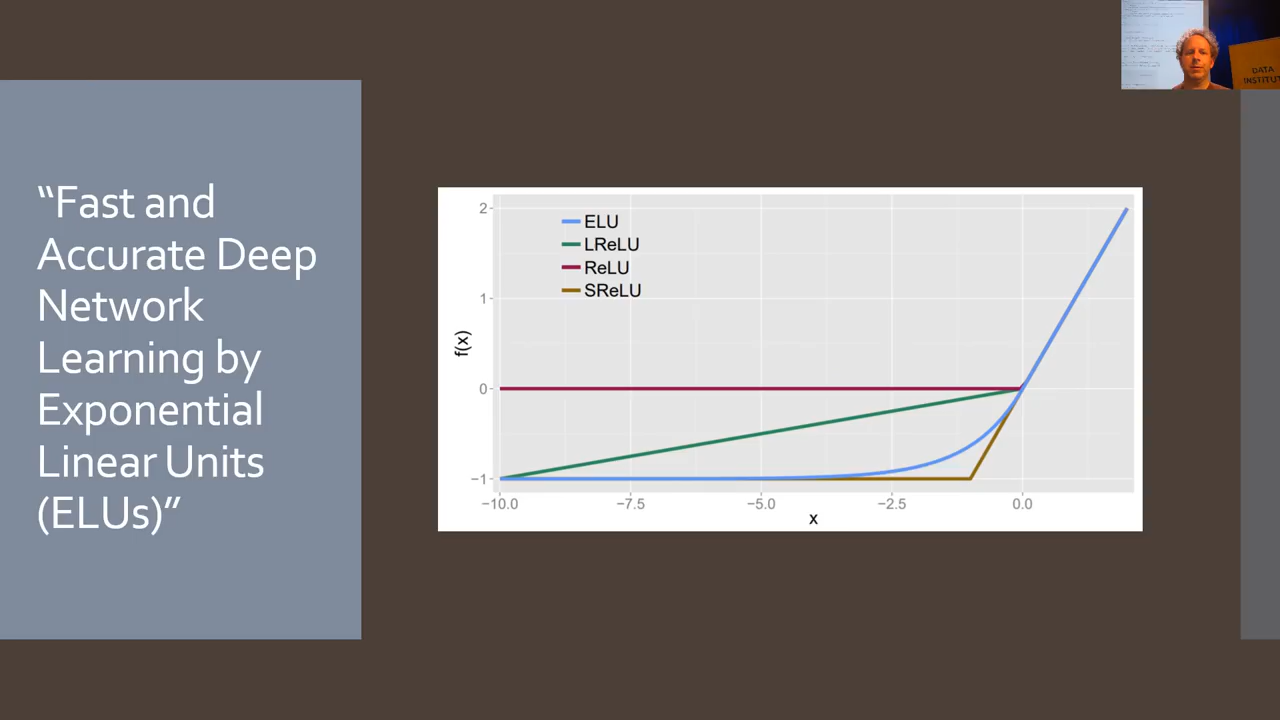 “Fast and
Accurate Deep
Network
Learning by
Exponential
Linear Units
(ELUs)”
ELU
LReLU
ReLU
SReLU
2
1
0
−1
f(x)
−10.0 −7.5 −5.0 −2.5 0.0
x
DATA
INSTITUT